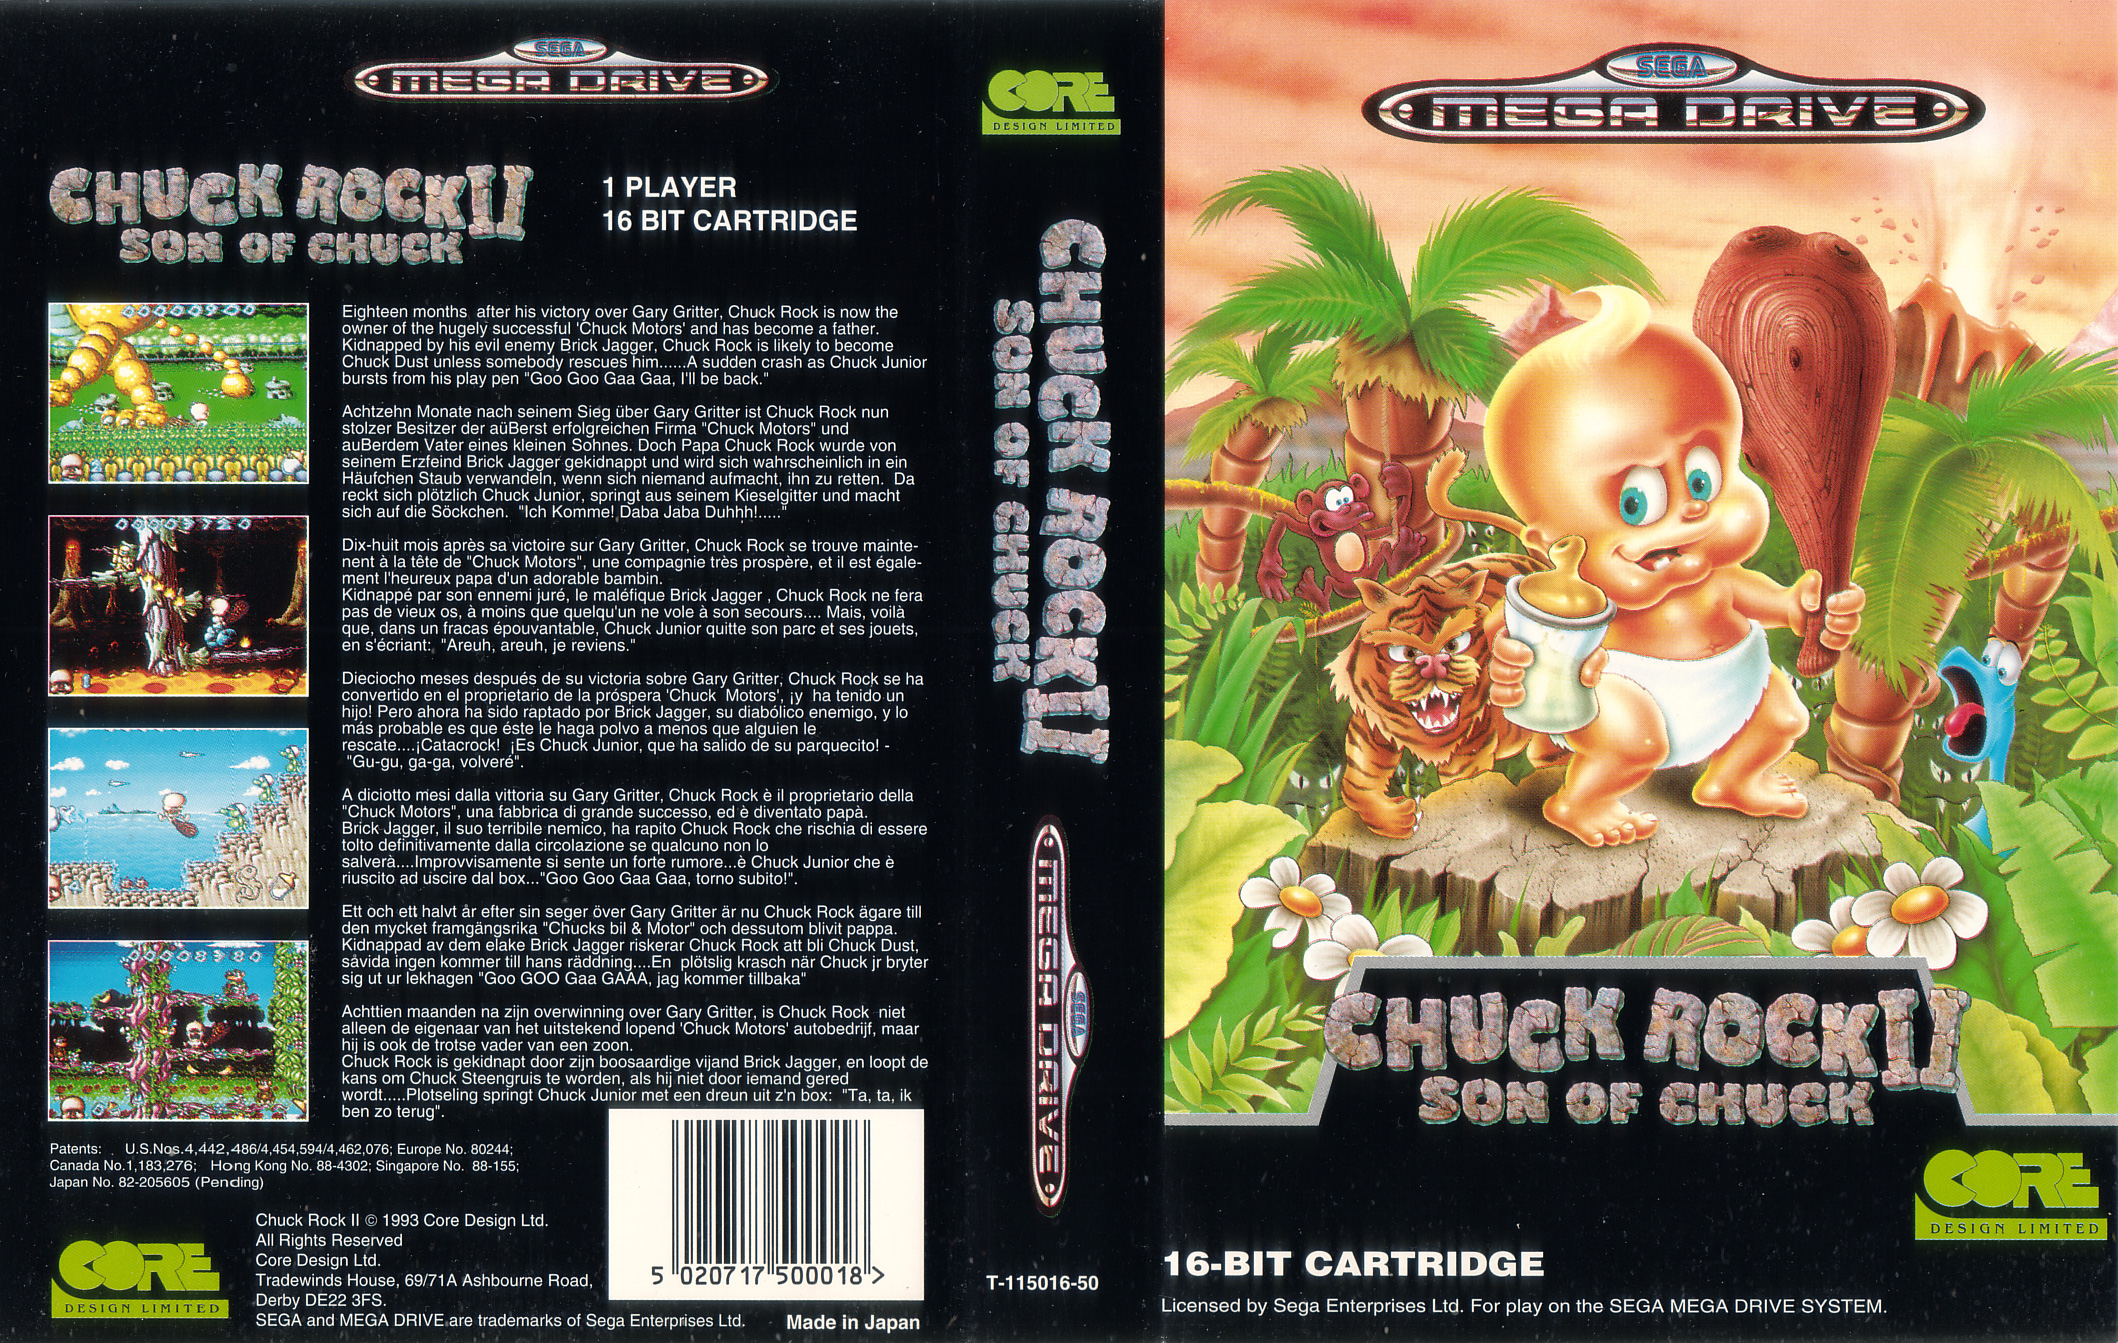 SEGA
MEGA DRIVE
CHUCK ROCK II
SON OF CHUCK
1 PLAYER
16 BIT CARTRIDGE
Eighteen months after his victory over Gary Gritter, Chuck Rock is now the
owner of the hugely successful 'Chuck Motors' and has become a father.
Kidnapped by his evil enemy Brick Jagger, Chuck Rock is likely to become
Chuck Dust unless somebody rescues him......A sudden crash as Chuck Junior
bursts from his play pen "Goo Goo Gaa Gaa, I'll be back."
Achtzehn Monate nach seinem Sieg über Gary Gritter ist Chuck Rock nun
stolzer Besitzer der aüBerst erfolgreichen Firma "Chuck Motors" und
auBerdem Vater eines kleinen Sohnes. Doch Papa Chuck Rock wurde von
seinem Erzfeind Brick Jagger gekidnappt und wird sich wahrscheinlich in ein
Häufchen Staub verwandeln, wenn sich niemand aufmacht, ihn zu retten. Da
reckt sich plötzlich Chuck Junior, springt aus seinem Kieselgitter und macht
sich auf die Söckchen. "Ich Komme! Daba Jaba Duhhh!....."
Dix-huit mois après sa victoire sur Gary Gritter, Chuck Rock se trouve mainte-
nent à la tête de "Chuck Motors", une compagnie très prospère, et il est égale-
ment l'heureux papa d'un adorable bambin.
Kidnappé par son ennemi juré, le maléfique Brick Jagger , Chuck Rock ne fera
pas de vieux os, à moins que quelqu'un ne vole à son secours.... Mais, voilà
que, dans un fracas épouvantable, Chuck Junior quitte son parc et ses jouets,
en s'écriant: "Areuh, areuh, je reviens."
Dieciocho meses después de su victoria sobre Gary Gritter, Chuck Rock se ha
convertido en el proprietario de la próspera 'Chuck Motors', ¡y ha tenido un
hijo! Pero ahora ha sido raptado por Brick Jagger, su diabólico enemigo, y lo
más probable es que éste le haga polvo a menos que alguien le
rescate....¡Catacrock! ¡Es Chuck Junior, que ha salido de su parquecito! -
"Gu-gu, ga-ga, volveré".
A diciotto mesi dalla vittoria su Gary Gritter, Chuck Rock è il proprietario della
"Chuck Motors", una fabbrica di grande successo, ed è diventato papà.
Brick Jagger, il suo terribile nemico, ha rapito Chuck Rock che rischia di essere
tolto definitivamente dalla circolazione se qualcuno non lo
salverà....Improvvisamente si sente un forte rumore...è Chuck Junior che è
riuscito ad uscire dal box..."Goo Goo Gaa Gaa, torno subito!".
Ett och ett halvt år efter sin seger över Gary Gritter är nu Chuck Rock ägare till
den mycket framgängsrika "Chucks bil & Motor" och dessutom blivit pappa.
Kidnappad av dem elake Brick Jagger riskerar Chuck Rock att bli Chuck Dust,
såvida ingen kommer till hans räddning....En plötslig krasch när Chuck jr bryter
sig ut ur lekhagen "Goo GOO Gaa GAAA, jag kommer tillbaka"
Achttien maanden na zijn overwinning over Gary Gritter, is Chuck Rock niet
alleen de eigenaar van het uitstekend lopend 'Chuck Motors' autobedrijf, maar
hij is ook de trotse vader van een zoon.
Chuck Rock is gekidnapt door zijn boosaardige vijand Brick Jagger, en loopt de
kans om Chuck Steengruis te worden, als hij niet door iemand gered
wordt.....Plotseling springt Chuck Junior met een dreun uit z'n box: "Ta, ta, ik
ben zo terug".
Patents: U.S.Nos.4,442,486/4,454,594/4,462,076; Europe No. 80244;
Canada No.1,183,276; Hong Kong No. 88-4302; Singapore No. 88-155;
Japan No. 82-205605 (Pending)
CORE
DESIGN LIMITED
Chuck Rock II © 1993 Core Design Ltd.
All Rights Reserved
Core Design Ltd.
Tradewinds House, 69/71A Ashbourne Road,
Derby DE22 3FS.
SEGA and MEGA DRIVE are trademarks of Sega Enterprises Ltd.
5 020717 500018 >
Made in Japan
CORE
DESIGN LIMITED
CHUCK ROCK II
SON OF CHUCK
MEGA DRIVE
SEGA
T-115016-50
SEGA
MEGA DRIVE
CHUCK ROCK II
SON OF CHUCK
CORE
DESIGN LIMITED
16-BIT CARTRIDGE
Licensed by Sega Enterprises Ltd. For play on the SEGA MEGA DRIVE SYSTEM.